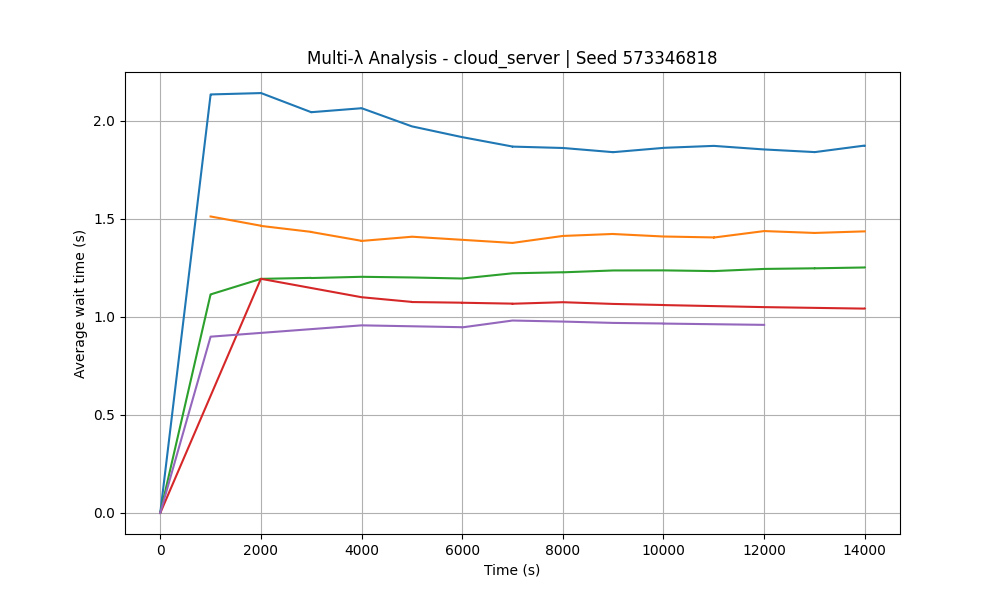 Multi-λ Analysis - cloud_server | Seed 573346818
Average wait time (s)
2.0
1.5
1.0
0.5
0.0
0 2000 4000 6000 8000 10000 12000 14000
Time (s)